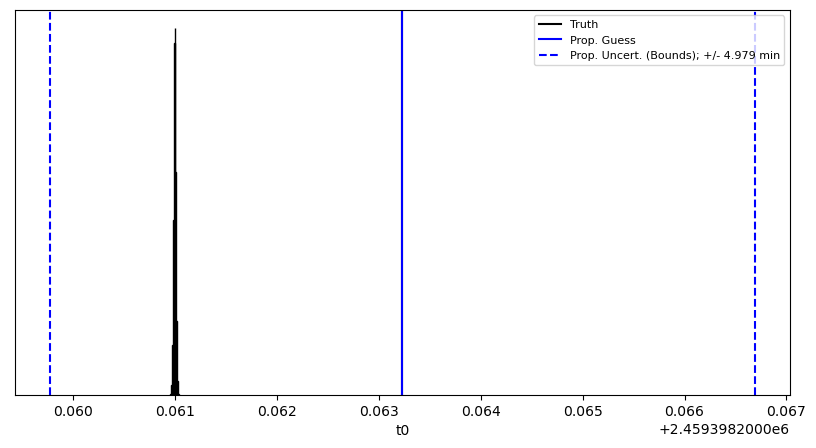 Truth
Prop. Guess
Prop. Uncert. (Bounds); +/- 4.979 min
0.060 0.061 0.062 0.063 0.064 0.065 0.066 0.067
t0
+2.4593982000e6